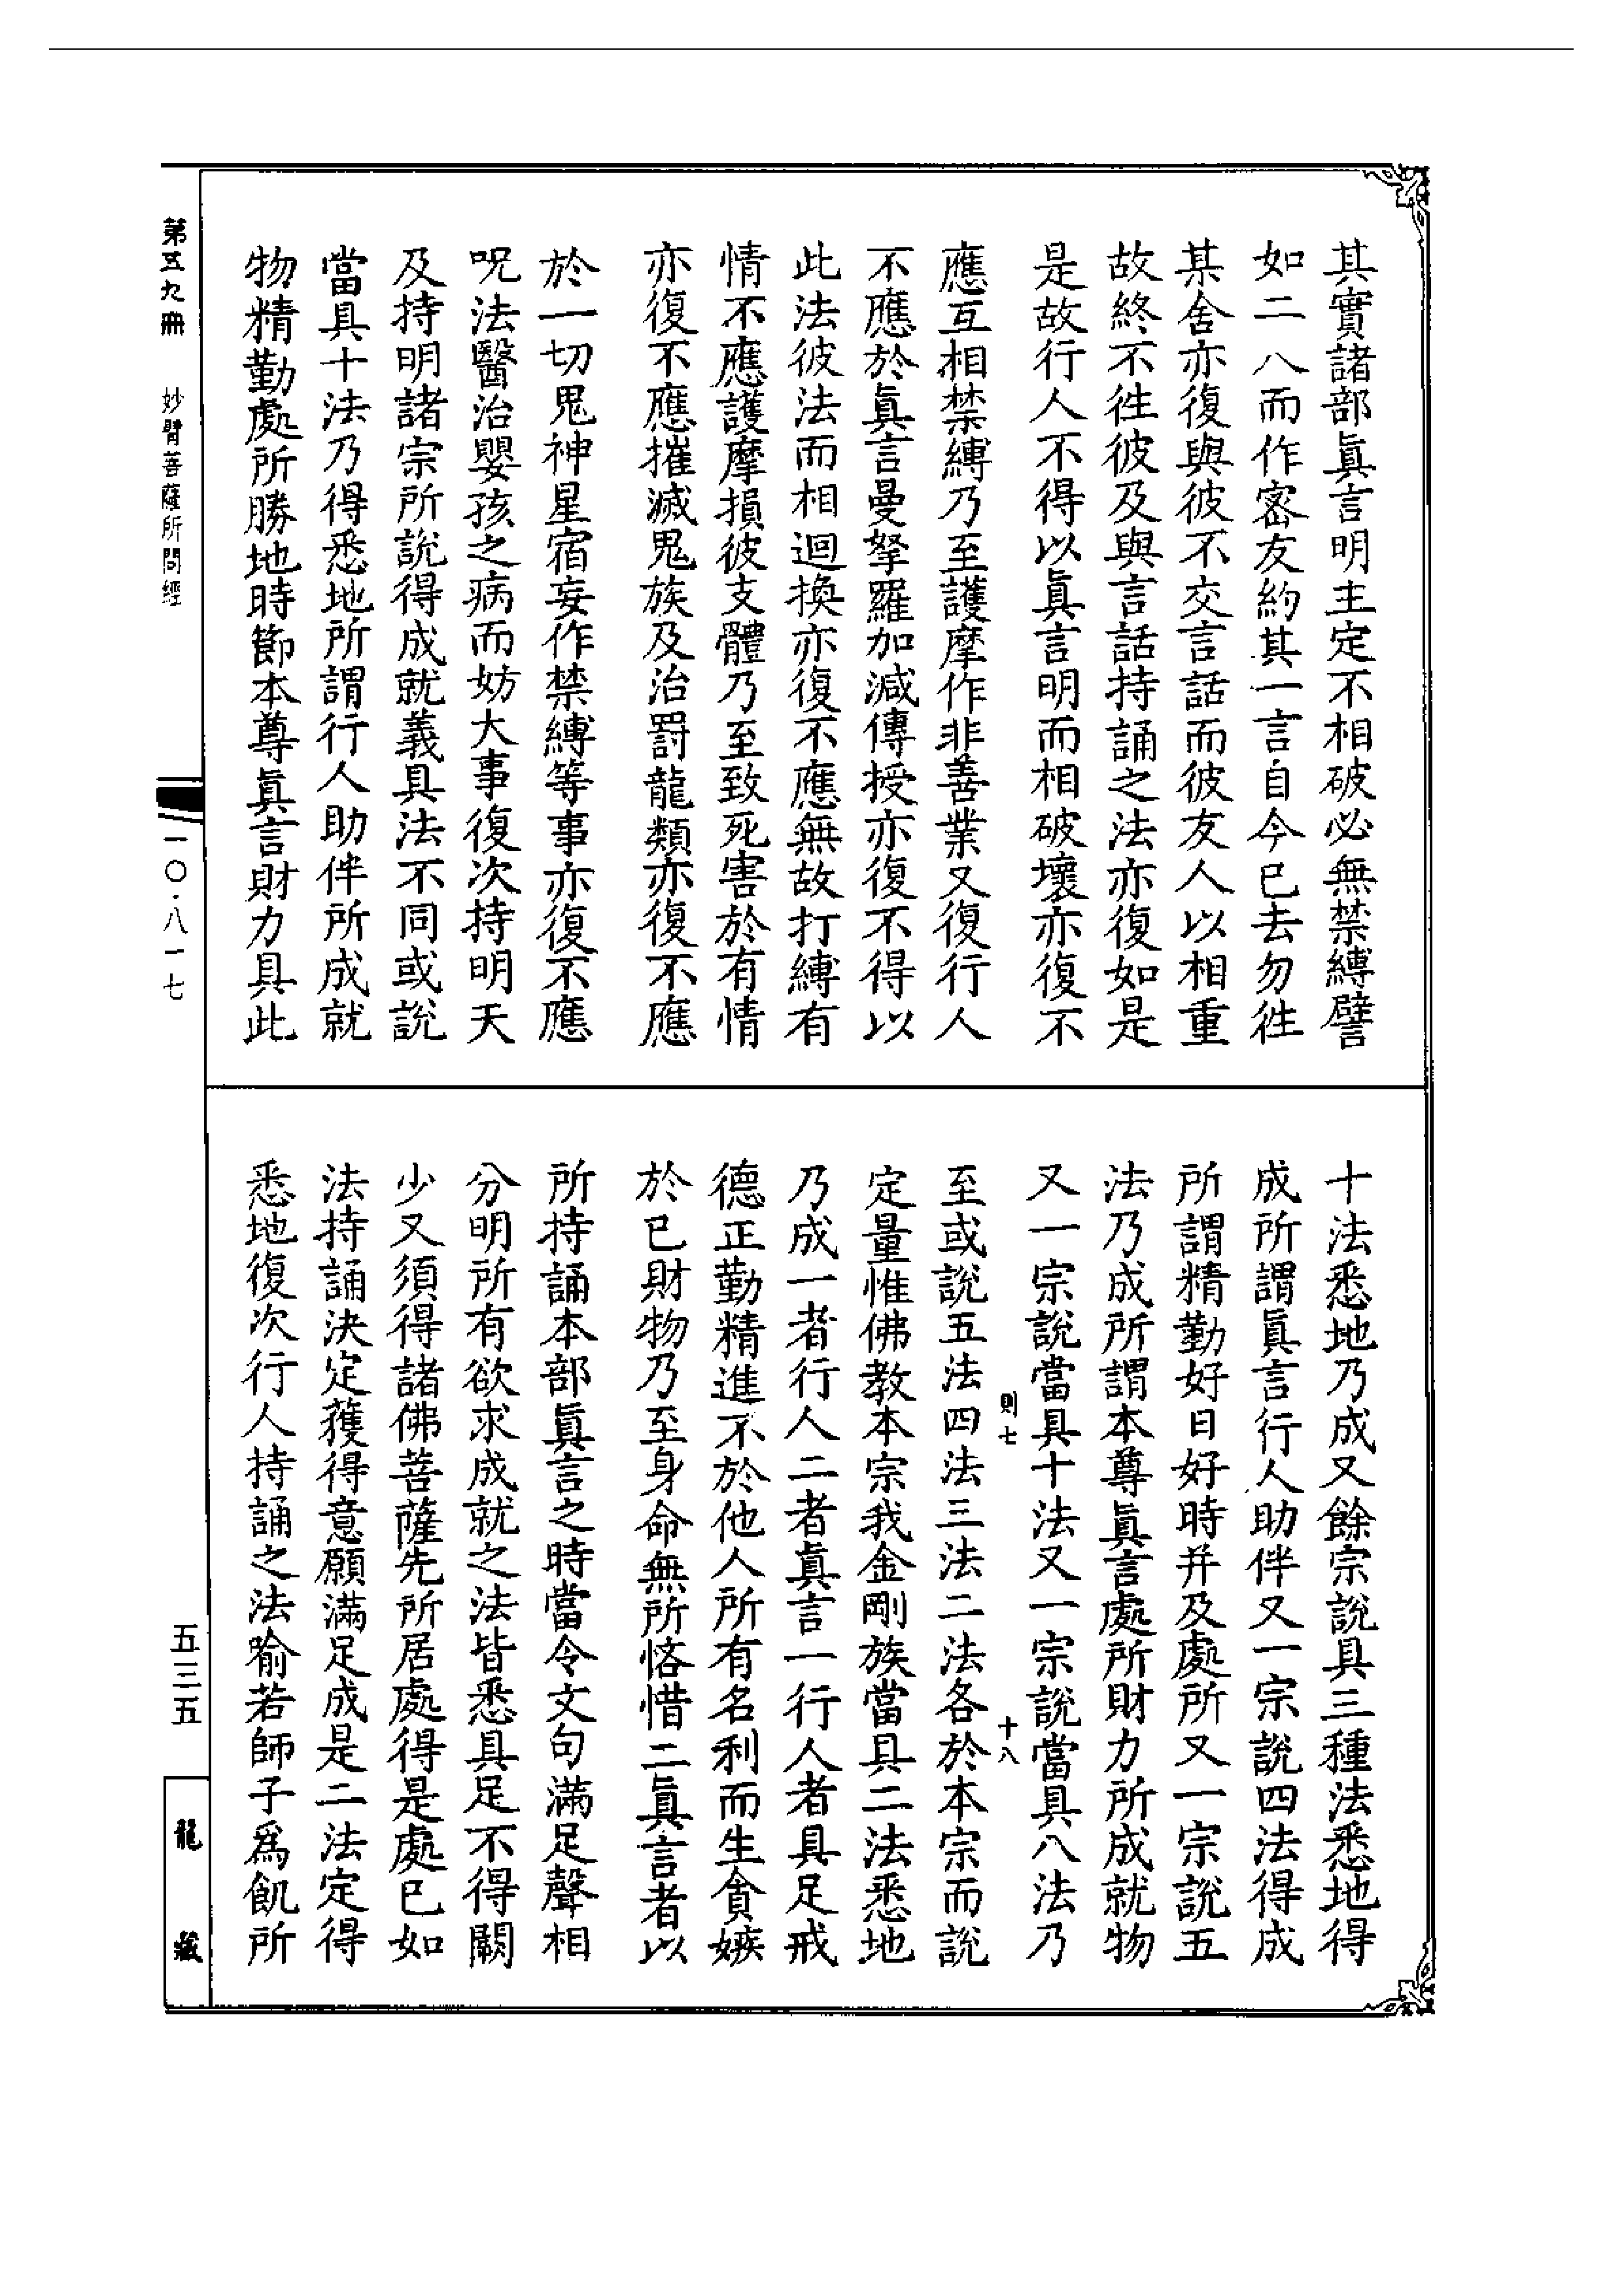 其實諸部眞言明主定不相破必無禁縛譬
如二八而作密友約其一言自今已去勿徃
某舍亦復與彼不交言話而彼友人以相重
故終不徃彼及與言話持誦之法亦復如是
是故行人不得以眞言明而相破壞亦復不
應互相禁縛乃至護摩作非善業又復行人
不應於眞言曼拏羅加減傳授亦復不得以
此法彼法而相迴換亦復不應無故打縛有
情不應護摩損彼支體乃至致死害於有情
亦復不應摧滅鬼族及治罰龍類亦復不應
於一切鬼神星宿妄作禁縛等事亦復不應
呪法醫治嬰孩之病而妨大事復次持明天
及持明諸宗所説得成就義具法不同或説
當具十法乃得悉地所謂行人助伴所成就
物精勤處所勝地時節本尊眞言財力具此
十法悉地乃成又餘宗説具三種法悉地得
成所謂眞言行人助伴又一宗説四法得成
所謂精勤好日好時并及處所又一宗説五
法乃成所謂本尊眞言處所財力所成就物
又一宗説當具十法又一宗説當具八法乃
則七 十八
至或説五法四法三法二法各於本宗而説
定量惟佛教本宗我金剛族當具二法悉地
乃成一者行人二者眞言一行人者具足戒
德正勤精進不於他人所有名利而生貪嫉
於已財物乃至身命無所悋惜二眞言者以
所持誦本部眞言之時當令文句滿足聲相
分明所有欲求成就之法皆悉具足不得闕
少又須得諸佛菩薩先所居處得是處已如
法持誦決定獲得意願滿足成是二法定得
悉地復次行人持誦之法喻若師子爲飢所
第五九冊 妙臂菩薩所問經
一〇·八一七
五三五
龍藏